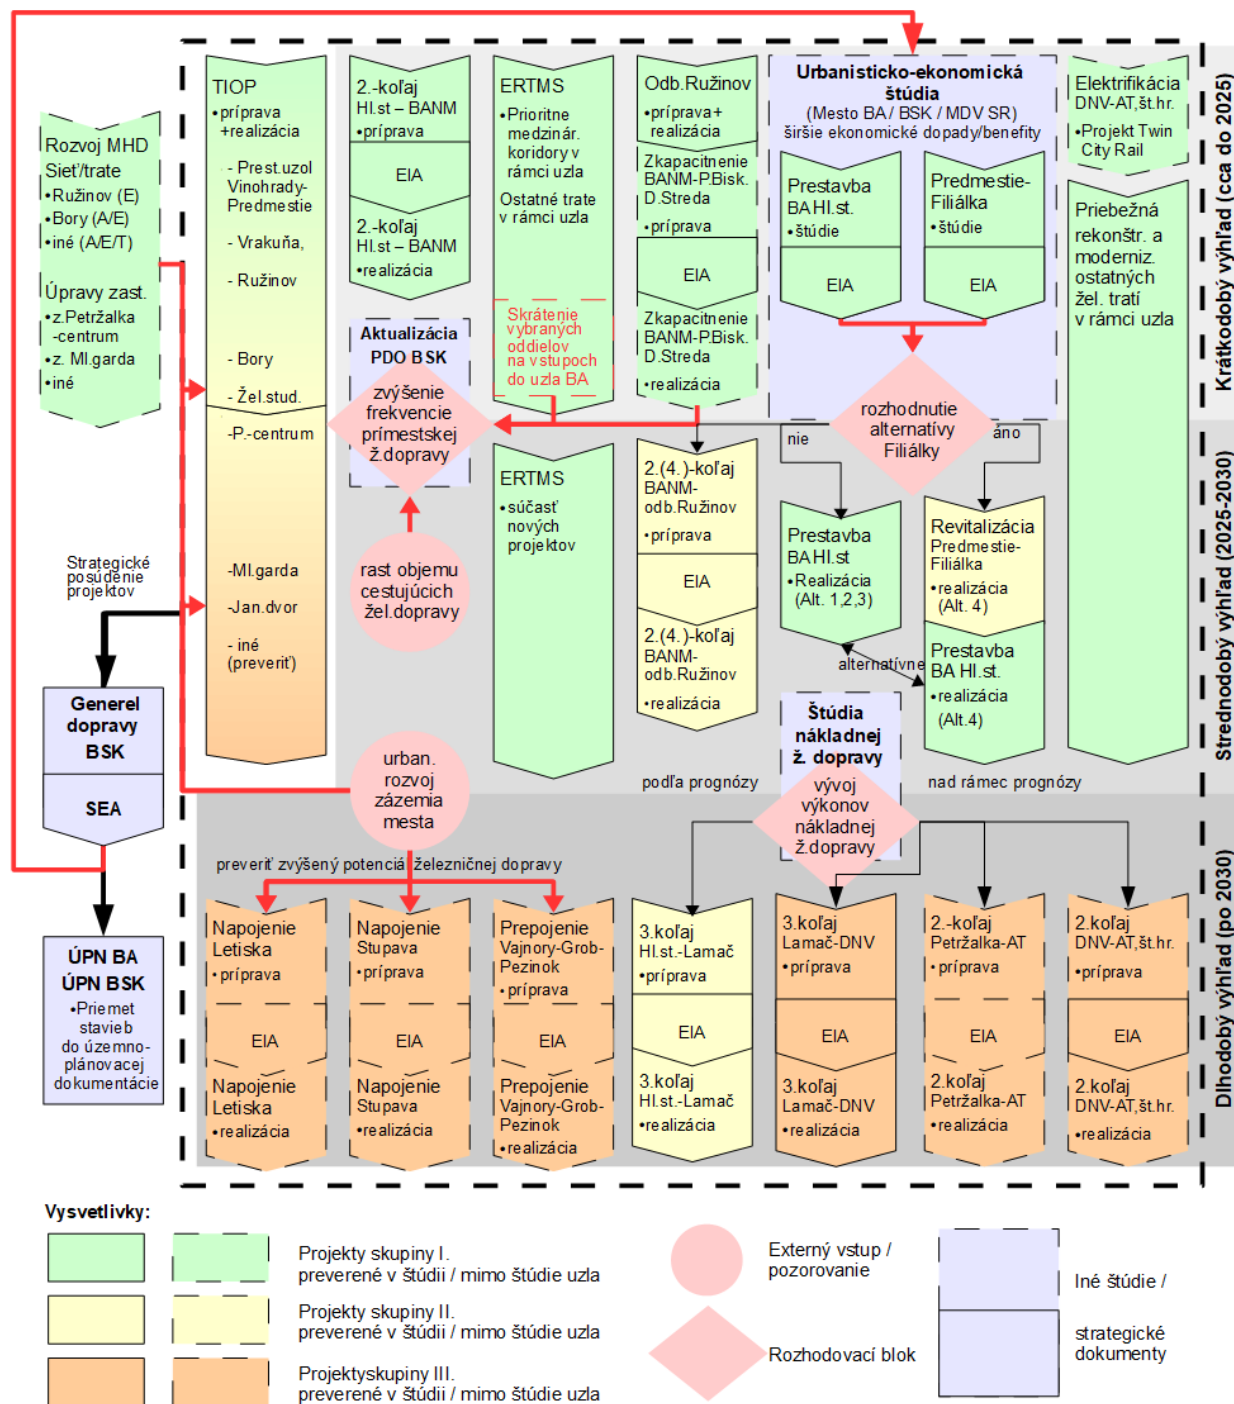 Rozvoj MHD
Sieť/trate
•Ružinov (E)
•Bory (A/E)
•iné (A/E/T)
Úpravy zast.
•z.Petržalka
-centrum
•z. Ml.garda
•iné
TIOP
•príprava
+realizácia
- Prest.uzol
Vinohrady-
Predmestie
- Vrakuňa,
- Ružinov
- Bory
- Žel.stud.
-P.-centrum
-Ml.garda
-Jan.dvor
- iné
(preveriť)
2.-koľaj
Hl.st – BANM
•príprava
EIA
2.-koľaj
Hl.st – BANM
•realizácia
ERTMS
•Prioritne
medzinár.
koridory v
rámci uzla
Ostatné trate
v rámci uzla
Skrátenie
vybraných
oddielov
na vstupoch
do uzla BA
Odb.Ružinov
•príprava+
realizácia
Zkapacitnenie
BANM-P.Bisk.
D.Streda
•príprava
EIA
Zkapacitnenie
BANM-P.Bisk.
D.Streda
•realizácia
Urbanisticko-ekonomická
štúdia
(Mesto BA / BSK / MDV SR)
širšie ekonomické dopady/benefity
Prestavba
BA Hl.st.
•štúdie
EIA
Predmestie-
Filiálka
•štúdie
EIA
Elektrifikácia
DNV-AT,št.hr.
•Projekt Twin
City Rail
Priebežná
rekonštr. a
moderniz.
ostatných
žel. tratí
v rámci uzla
Krátkodobý výhľad (cca do 2025)
Aktualizácia
PDO BSK
zvýšenie
frekvencie
prímestskej
ž.dopravy
rozhodnutie
alternatívy
Filiálky
nie
áno
rast objemu
cestujúcich
žel.dopravy
ERTMS
•súčasť
nových
projektov
2.(4.)-koľaj
BANM-
odb.Ružinov
•príprava
EIA
2.(4.)-koľaj
BANM-
odb.Ružinov
•realizácia
Prestavba
BA Hl.st
•Realizácia
(Alt. 1,2,3)
Revitalizácia
Predmestie-
Filiálka
•realizácia
(Alt. 4)
alternatívne
Prestavba
BA Hl.st.
•realizácia
(Alt.4)
Strednodobý výhľad (2025-2030)
Strategické
posúdenie
projektov
Generel
dopravy
BSK
SEA
ÚPN BA
ÚPN BSK
•Priemet
stavieb
do územno-
plánovacej
dokumentácie
urban.
rozvoj
zázemia
mesta
Štúdia
nákladnej
ž. dopravy
vývoj
výkonov
nákladnej
ž.dopravy
podľa prognózy
nad rámec prognózy
preveriť zvýšený potenciál železničnej dopravy
Napojenie
Letiska
•príprava
EIA
Napojenie
Letiska
•realizácia
Napojenie
Stupava
•príprava
EIA
Napojenie
Stupava
•realizácia
Prepojenie
Vajnory-Grob-
Pezinok
•príprava
EIA
Prepojenie
Vajnory-Grob-
Pezinok
•realizácia
3.koľaj
Hl.st.-Lamač
•príprava
EIA
3.koľaj
Hl.st.-Lamač
•realizácia
3.koľaj
Lamač-DNV
•príprava
EIA
3.koľaj
Lamač-DNV
•realizácia
2.-koľaj
Petržalka-AT
•príprava
EIA
2.koľaj
Petržalka-AT
•realizácia
2.koľaj
DNV-AT,št.hr.
•príprava
EIA
2.koľaj
DNV-AT,št.hr.
•realizácia
Dlhodobý výhľad (po 2030)
Vysvetlivky:
Projekty skupiny I.
preverené v štúdii / mimo štúdie uzla
Projekty skupiny II.
preverené v štúdii / mimo štúdie uzla
Projektyskupiny III.
preverené v štúdii / mimo štúdie uzla
Externý vstup /
pozorovanie
Rozhodovací blok
Iné štúdie /
strategické
dokumenty